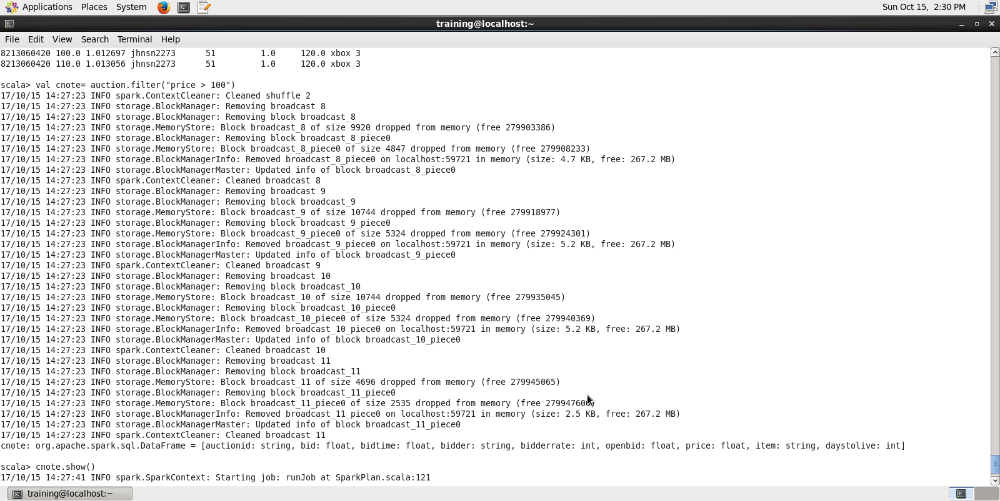 Applications Places System Sun Oct 15, 2:30 PM
training@localhost:~
File Edit View Search Terminal Help
8213060420 100.0 1.012697 jhnsn2273      51         1.0     120.0 xbox 3
8213060420 110.0 1.013056 jhnsn2273      51         1.0     120.0 xbox 3
scala> val cnote= auction.filter("price > 100")
17/10/15 14:27:23 INFO spark.ContextCleaner: Cleaned shuffle 2
17/10/15 14:27:23 INFO storage.BlockManager: Removing broadcast 8
17/10/15 14:27:23 INFO storage.BlockManager: Removing block broadcast_8
17/10/15 14:27:23 INFO storage.MemoryStore: Block broadcast_8 of size 9920 dropped from memory (free 279903386)
17/10/15 14:27:23 INFO storage.BlockManager: Removing block broadcast_8_piece0
17/10/15 14:27:23 INFO storage.MemoryStore: Block broadcast_8_piece0 of size 4847 dropped from memory (free 279908233)
17/10/15 14:27:23 INFO storage.BlockManagerInfo: Removed broadcast_8_piece0 on localhost:59721 in memory (size: 4.7 KB, free: 267.2 MB)
17/10/15 14:27:23 INFO storage.BlockManagerMaster: Updated info of block broadcast_8_piece0
17/10/15 14:27:23 INFO spark.ContextCleaner: Cleaned broadcast 8
17/10/15 14:27:23 INFO storage.BlockManager: Removing broadcast 9
17/10/15 14:27:23 INFO storage.BlockManager: Removing block broadcast_9
17/10/15 14:27:23 INFO storage.MemoryStore: Block broadcast_9 of size 10744 dropped from memory (free 279918977)
17/10/15 14:27:23 INFO storage.BlockManager: Removing block broadcast_9_piece0
17/10/15 14:27:23 INFO storage.MemoryStore: Block broadcast_9_piece0 of size 5324 dropped from memory (free 279924301)
17/10/15 14:27:23 INFO storage.BlockManagerInfo: Removed broadcast_9_piece0 on localhost:59721 in memory (size: 5.2 KB, free: 267.2 MB)
17/10/15 14:27:23 INFO storage.BlockManagerMaster: Updated info of block broadcast_9_piece0
17/10/15 14:27:23 INFO spark.ContextCleaner: Cleaned broadcast 9
17/10/15 14:27:23 INFO storage.BlockManager: Removing broadcast 10
17/10/15 14:27:23 INFO storage.BlockManager: Removing block broadcast_10
17/10/15 14:27:23 INFO storage.MemoryStore: Block broadcast_10 of size 10744 dropped from memory (free 279935045)
17/10/15 14:27:23 INFO storage.BlockManager: Removing block broadcast_10_piece0
17/10/15 14:27:23 INFO storage.MemoryStore: Block broadcast_10_piece0 of size 5324 dropped from memory (free 279940369)
17/10/15 14:27:23 INFO storage.BlockManagerInfo: Removed broadcast_10_piece0 on localhost:59721 in memory (size: 5.2 KB, free: 267.2 MB)
17/10/15 14:27:23 INFO storage.BlockManagerMaster: Updated info of block broadcast_10_piece0
17/10/15 14:27:23 INFO spark.ContextCleaner: Cleaned broadcast 10
17/10/15 14:27:23 INFO storage.BlockManager: Removing broadcast 11
17/10/15 14:27:23 INFO storage.BlockManager: Removing block broadcast_11
17/10/15 14:27:23 INFO storage.MemoryStore: Block broadcast_11 of size 4696 dropped from memory (free 279945065)
17/10/15 14:27:23 INFO storage.BlockManager: Removing block broadcast_11_piece0
17/10/15 14:27:23 INFO storage.MemoryStore: Block broadcast_11_piece0 of size 2535 dropped from memory (free 279947600)
17/10/15 14:27:23 INFO storage.BlockManagerInfo: Removed broadcast_11_piece0 on localhost:59721 in memory (size: 2.5 KB, free: 267.2 MB)
17/10/15 14:27:23 INFO storage.BlockManagerMaster: Updated info of block broadcast_11_piece0
17/10/15 14:27:23 INFO spark.ContextCleaner: Cleaned broadcast 11
cnote: org.apache.spark.sql.DataFrame = [auctionid: string, bid: float, bidtime: float, bidder: string, bidderrate: int, openbid: float, price: float, item: string, daystolive: int]
scala> cnote.show()
17/10/15 14:27:41 INFO spark.SparkContext: Starting job: runJob at SparkPlan.scala:121
training@localhost:~